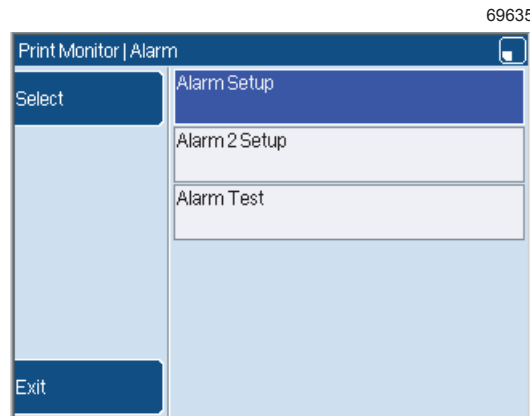 69635
Print Monitor | Alarm
Select
Alarm Setup
Alarm 2 Setup
Alarm Test
Exit